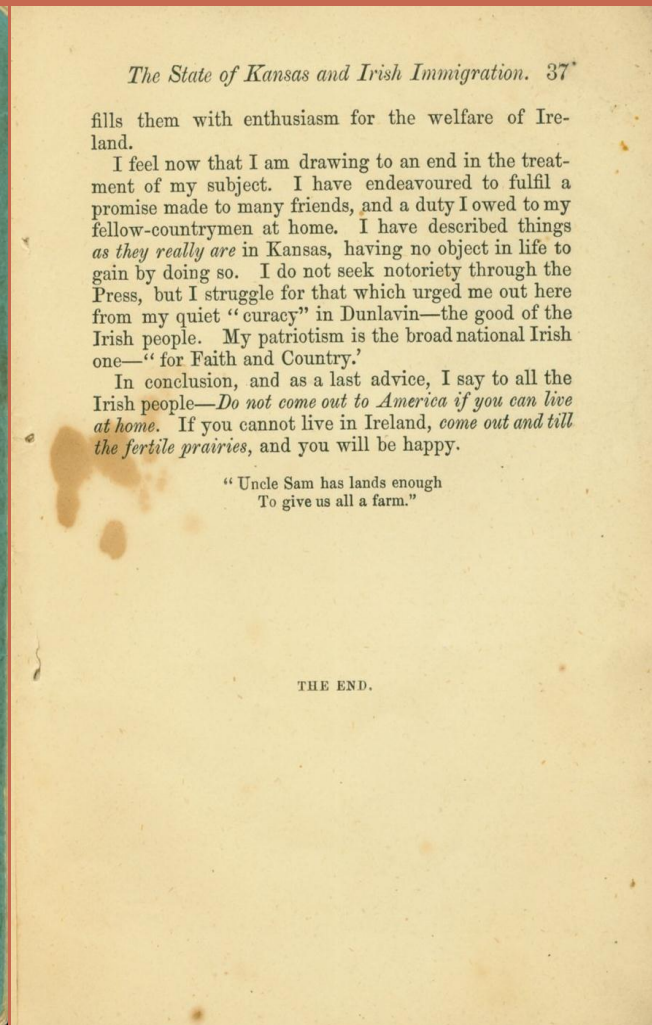 The State of Kansas and Irish Immigration. 37
fills them with enthusiasm for the welfare of Ire-
land.
I feel now that I am drawing to an end in the treat-
ment of my subject. I have endeavoured to fulfil a
promise made to many friends, and a duty I owed to my
fellow-countrymen at home. I have described things
as they really are in Kansas, having no object in life to
gain by doing so. I do not seek notoriety through the
Press, but I struggle for that which urged me out here
from my quiet “curacy” in Dunlavin—the good of the
Irish people. My patriotism is the broad national Irish
one—“ for Faith and Country.’
In conclusion, and as a last advice, I say to all the
Irish people—Do not come out to America if you can live
at home. If you cannot live in Ireland, come out and till
the fertile prairies, and you will be happy.
“ Uncle Sam has lands enough
To give us all a farm.”
THE END.